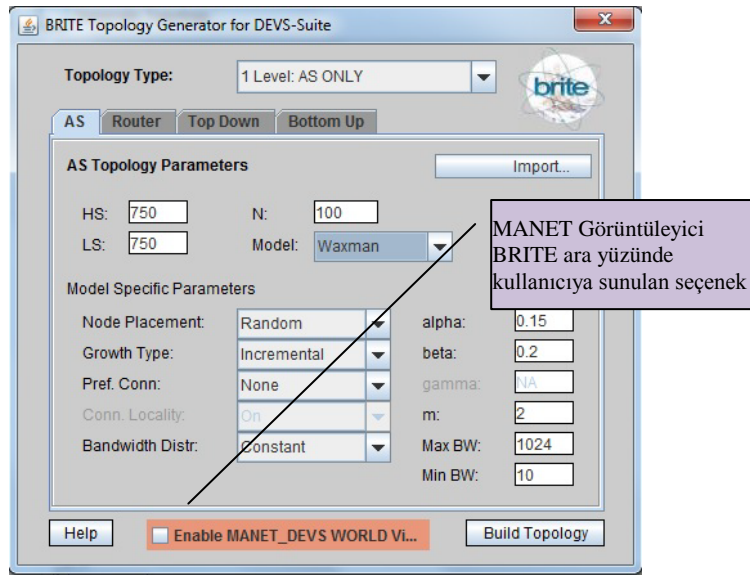 BRITE Topology Generator for DEVS-Suite
Topology Type: 1 Level: AS ONLY
brite
AS Router Top Down Bottom Up
AS Topology Parameters Import...
HS: 750 N: 100
LS: 750 Model: Waxman
MANET Görüntüleyici
BRITE ara yüzünde
kullanıcıya sunulan seçenek
Model Specific Parameters
Node Placement: Random alpha: 0.15
Growth Type: Incremental beta: 0.2
Pref. Conn: None gamma: NA
Conn. Locality: On m: 2
Bandwidth Distr: Constant Max BW: 1024
Min BW: 10
Help Enable MANET_DEVS WORLD Vi... Build Topology